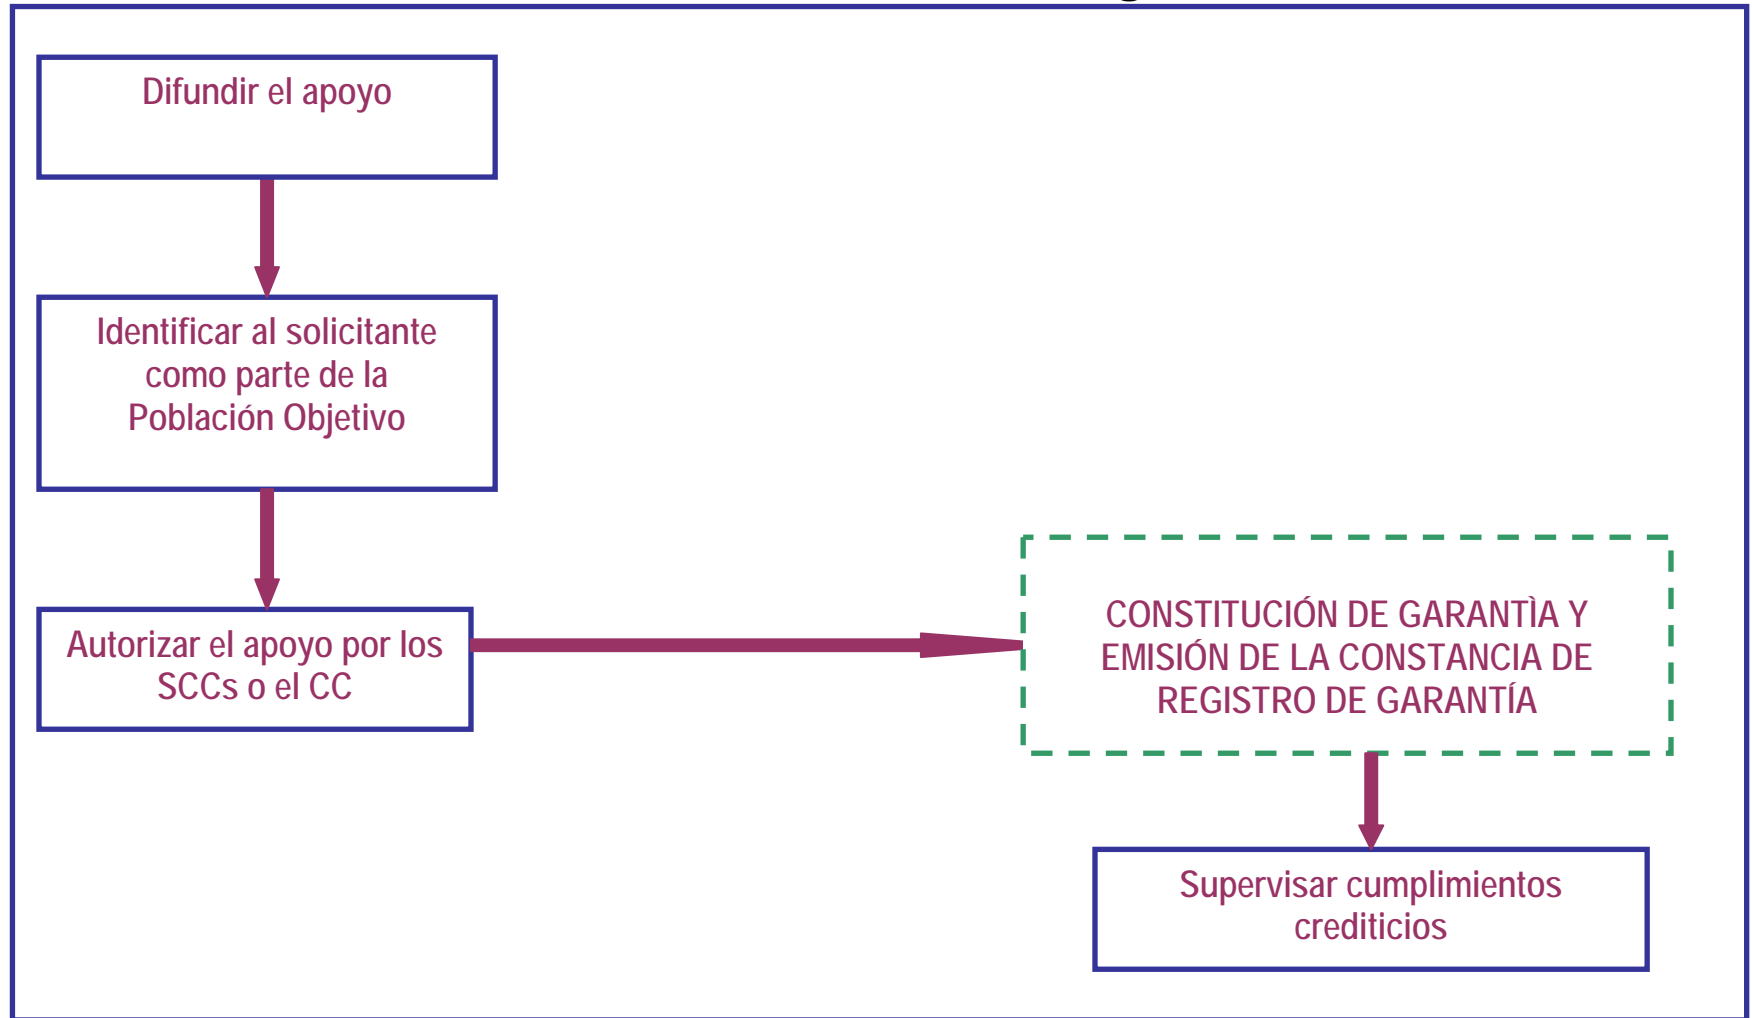 Difundir el apoyo
Identificar al solicitante
como parte de la
Población Objetivo
Autorizar el apoyo por los
SCCs o el CC
CONSTITUCIÓN DE GARANTÌA Y
EMISIÓN DE LA CONSTANCIA DE
REGISTRO DE GARANTÍA
Supervisar cumplimientos
crediticios